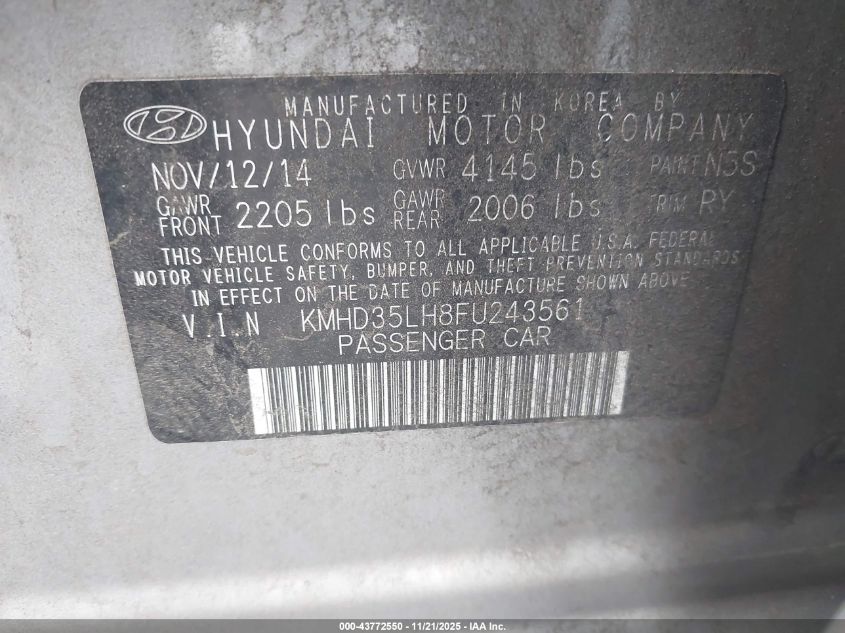 MANUFACTURED IN KOREA BY
HYUNDAI MOTOR COMPANY
NOV/12/14 GVWR 4145 lbs PAINT N3S
GAWR FRONT 2205 lbs GAWR REAR 2006 lbs TRIM RY
THIS VEHICLE CONFORMS TO ALL APPLICABLE U.S.A. FEDERAL
MOTOR VEHICLE SAFETY, BUMPER, AND THEFT PREVENTION STANDARDS
IN EFFECT ON THE DATE OF MANUFACTURE SHOWN ABOVE
V.I.N KMHD35LH8FU243561
PASSENGER CAR
000-43772550 - 11/21/2025 - IAA Inc.